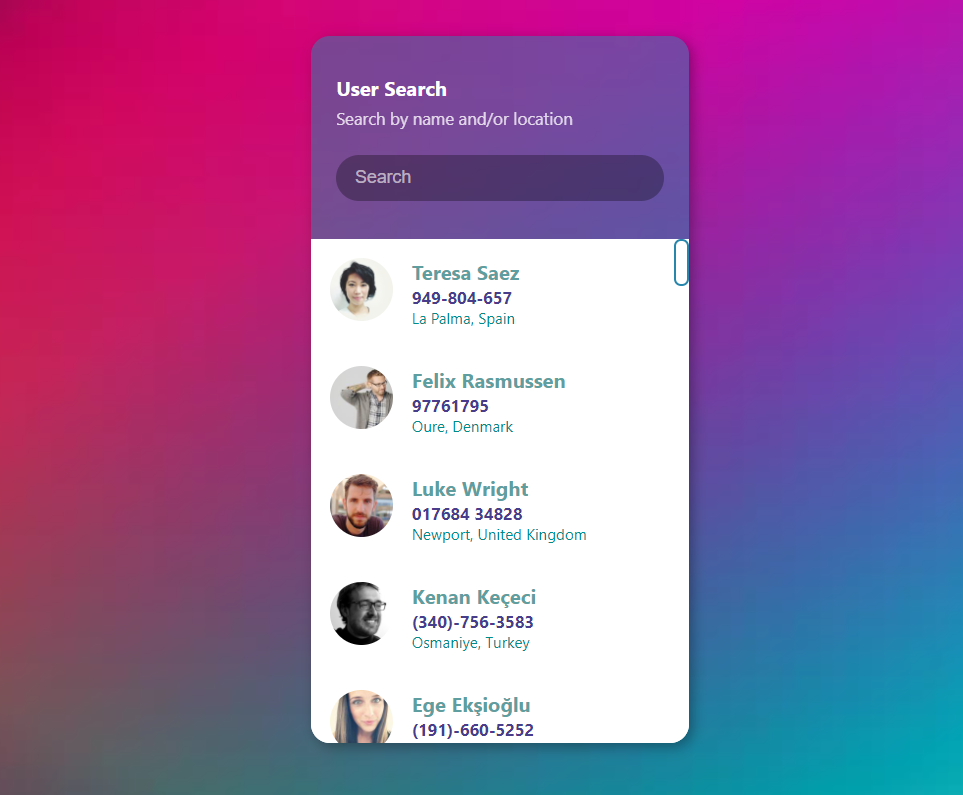 User Search
Search by name and/or location
Search
Teresa Saez
949-804-657
La Palma, Spain
Felix Rasmussen
97761795
Oure, Denmark
Luke Wright
017684 34828
Newport, United Kingdom
Kenan Keçeci
(340)-756-3583
Osmaniye, Turkey
Ege Ekşioğlu
(191)-660-5252